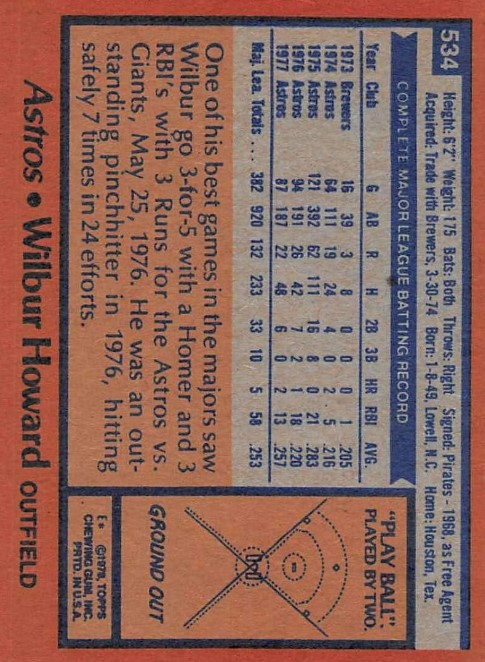 534
Height: 6'2" Weight: 175 Bats: Both Throws: Right Signed: Pirates - 1968, as Free Agent
Acquired: Trade with Brewers, 3-30-74 Born: 1-8-49, Lowell, N.C. Home: Houston, Tex.
COMPLETE MAJOR LEAGUE BATTING RECORD
Year Club G AB R H 2B 3B HR RBI AVG.
1973 Brewers 16 39 3 8 0 0 0 1 .205
1974 Astros 64 111 19 24 4 0 2 5 .216
1975 Astros 121 392 62 111 16 8 0 21 .283
1976 Astros 94 191 26 42 7 2 1 18 .220
1977 Astros 87 187 22 48 6 0 2 13 .257
Maj. Lea. Totals ... 382 920 132 233 33 10 5 58 .253
One of his best games in the majors saw
Wilbur go 3-for-5 with a Homer and 3
RBI's with 3 Runs for the Astros vs.
Giants, May 25, 1976. He was an out-
standing pinchhitter in 1976, hitting
safely 7 times in 24 efforts.
"PLAY BALL"
PLAYED BY TWO.
GROUND OUT
©1978, TOPPS
CHEWING GUM, INC.
PRTD. IN U.S.A.
Astros • Wilbur Howard OUTFIELD